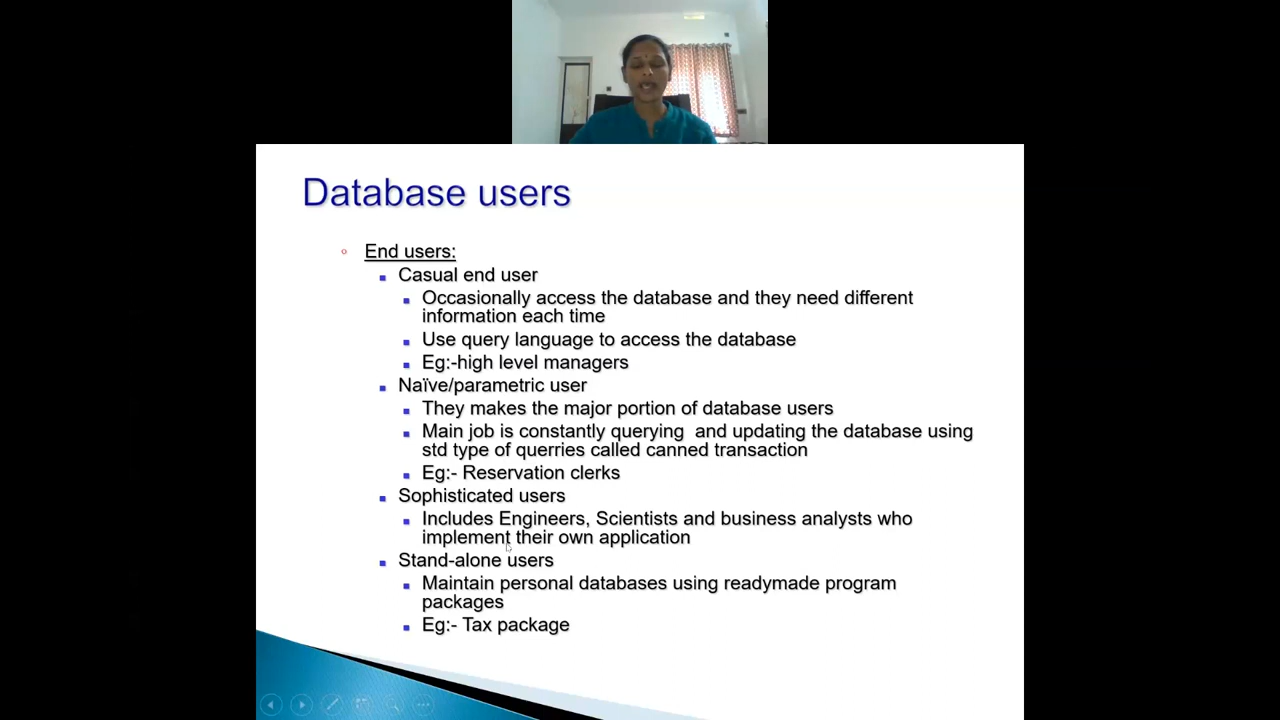 Database users
End users:
Casual end user
Occasionally access the database and they need different
information each time
Use query language to access the database
Eg:-high level managers
Naïve/parametric user
They makes the major portion of database users
Main job is constantly querying  and updating the database using
std type of querries called canned transaction
Eg:- Reservation clerks
Sophisticated users
Includes Engineers, Scientists and business analysts who
implement their own application
Stand-alone users
Maintain personal databases using readymade program
packages
Eg:- Tax package